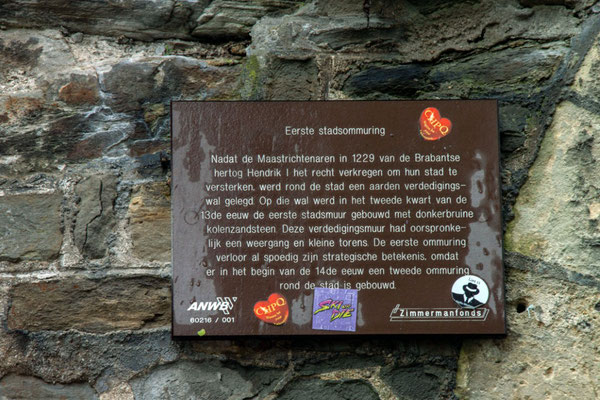 Eerste stadsommuring
Nadat de Maastrichtenaren in 1229 van de Brabantse
hertog Hendrik I het recht verkregen om hun stad te
versterken, werd rond de stad een aarden verdedigings-
wal gelegd. Op die wal werd in het tweede kwart van de
13de eeuw de eerste stadsmuur gebouwd met donkerbruine
kolenzandsteen. Deze verdedigingsmuur had oorspronke-
lijk een weergang en kleine torens. De eerste ommuring
verloor al spoedig zijn strategische betekenis, omdat
er in het begin van de 14de eeuw een tweede ommuring
rond de stad is gebouwd.
ANWB
60216 / 001
Zimmermanfonds